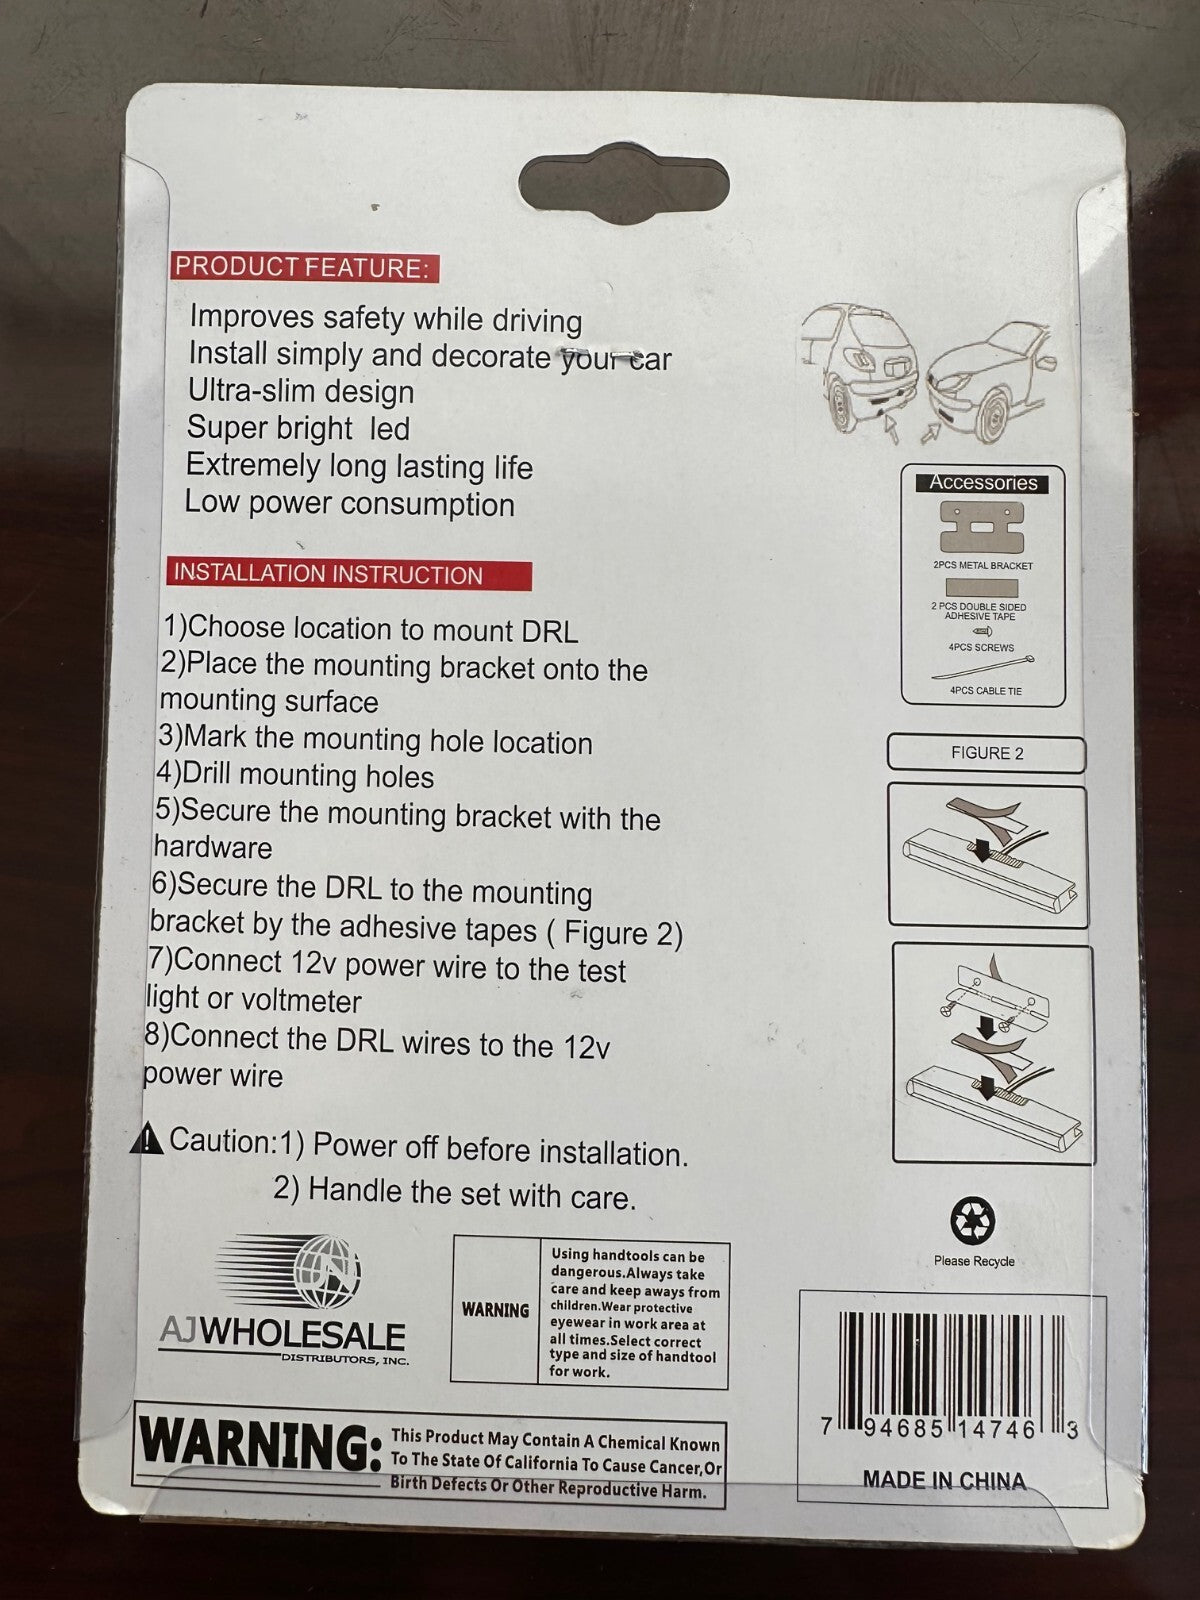 PRODUCT FEATURE:
Improves safety while driving
Install simply and decorate your car
Ultra-slim design
Super bright led
Extremely long lasting life
Low power consumption
INSTALLATION INSTRUCTION
1)Choose location to mount DRL
2)Place the mounting bracket onto the
mounting surface
3)Mark the mounting hole location
4)Drill mounting holes
5)Secure the mounting bracket with the
hardware
6)Secure the DRL to the mounting
bracket by the adhesive tapes ( Figure 2)
7)Connect 12v power wire to the test
light or voltmeter
8)Connect the DRL wires to the 12v
power wire
Caution:1) Power off before installation.
2) Handle the set with care.
Accessories
2PCS METAL BRACKET
2 PCS DOUBLE SIDED
ADHESIVE TAPE
4PCS SCREWS
4PCS CABLE TIE
FIGURE 2
Please Recycle
AJWHOLESALE
DISTRIBUTORS, INC.
WARNING
Using handtools can be
dangerous.Always take
care and keep aways from
children.Wear protective
eyewear in work area at
all times.Select correct
type and size of handtool
for work.
WARNING:
This Product May Contain A Chemical Known
To The State Of California To Cause Cancer,Or
Birth Defects Or Other Reproductive Harm.
7 94685 14746 3
MADE IN CHINA